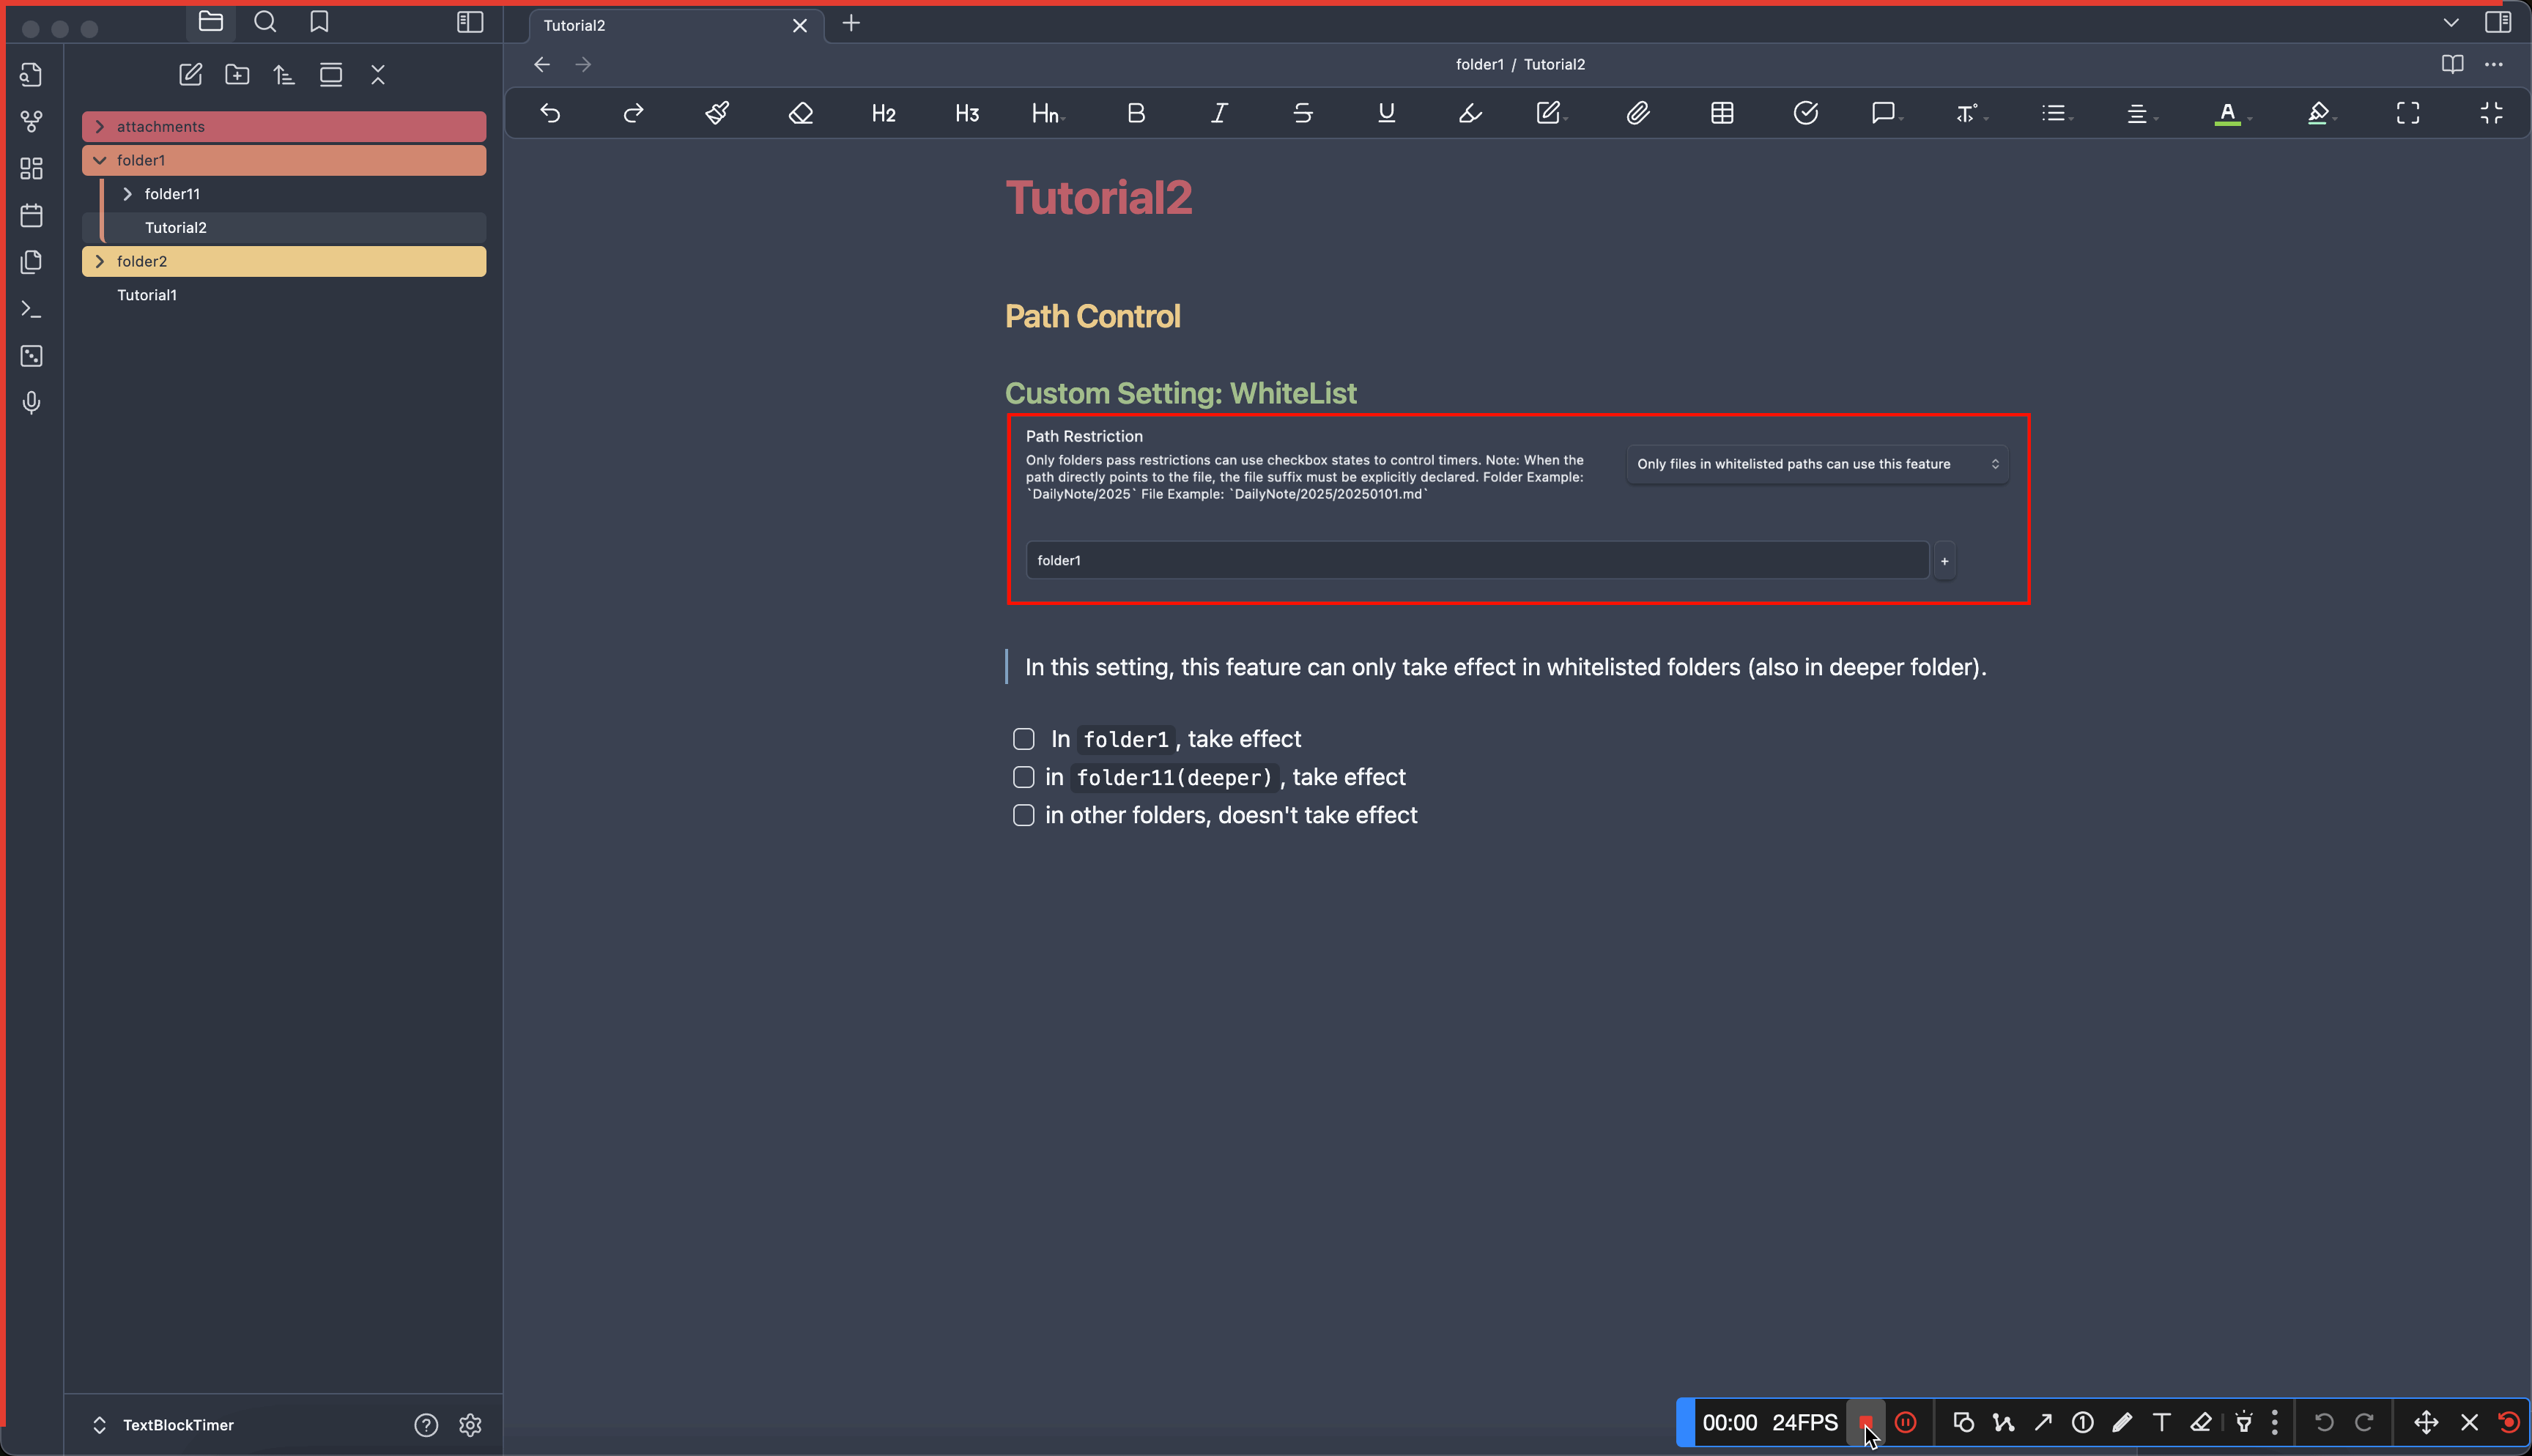 Tutorial2
folder1 / Tutorial2
H2 H3 Hn
attachments
folder1
folder11
Tutorial2
folder2
Tutorial1
Tutorial2
Path Control
Custom Setting: WhiteList
Path Restriction
Only folders pass restrictions can use checkbox states to control timers. Note: When the
path directly points to the file, the file suffix must be explicitly declared. Folder Example:
`DailyNote/2025` File Example: `DailyNote/2025/20250101.md`
Only files in whitelisted paths can use this feature
folder1
+
In this setting, this feature can only take effect in whitelisted folders (also in deeper folder).
In folder1, take effect
in folder11(deeper), take effect
in other folders, doesn't take effect
TextBlockTimer
00:00 24FPS